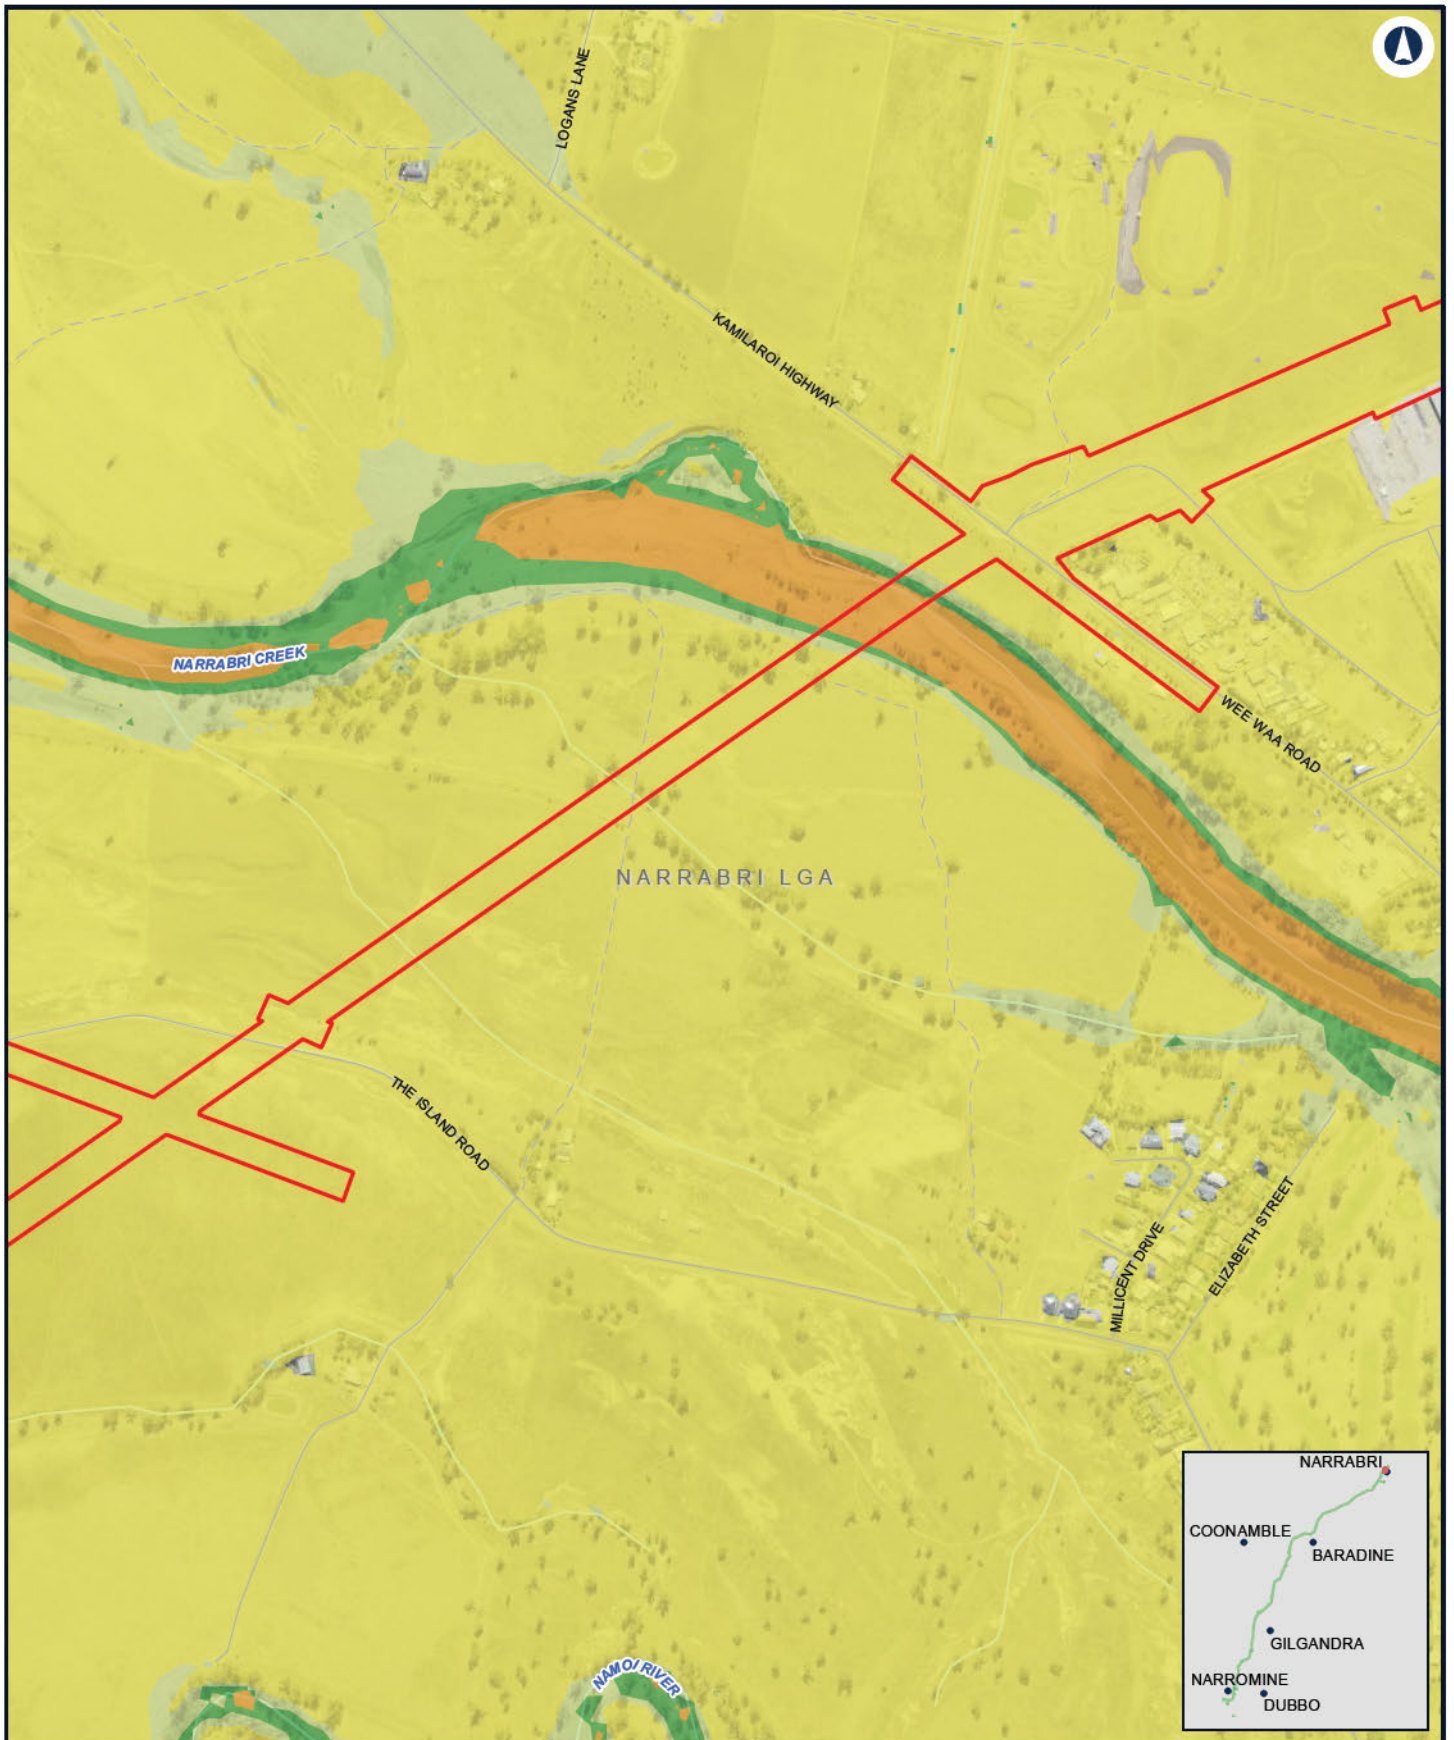 LOGANS LANE
KAMILAROI HIGHWAY
NARRABRI CREEK
WEE WAA ROAD
NARRABRI LGA
THE ISLAND ROAD
MILLICENT DRIVE
ELIZABETH STREET
NAMOI RIVER
NARRABRI
COONAMBLE
BARADINE
GILGANDRA
NARROMINE
DUBBO